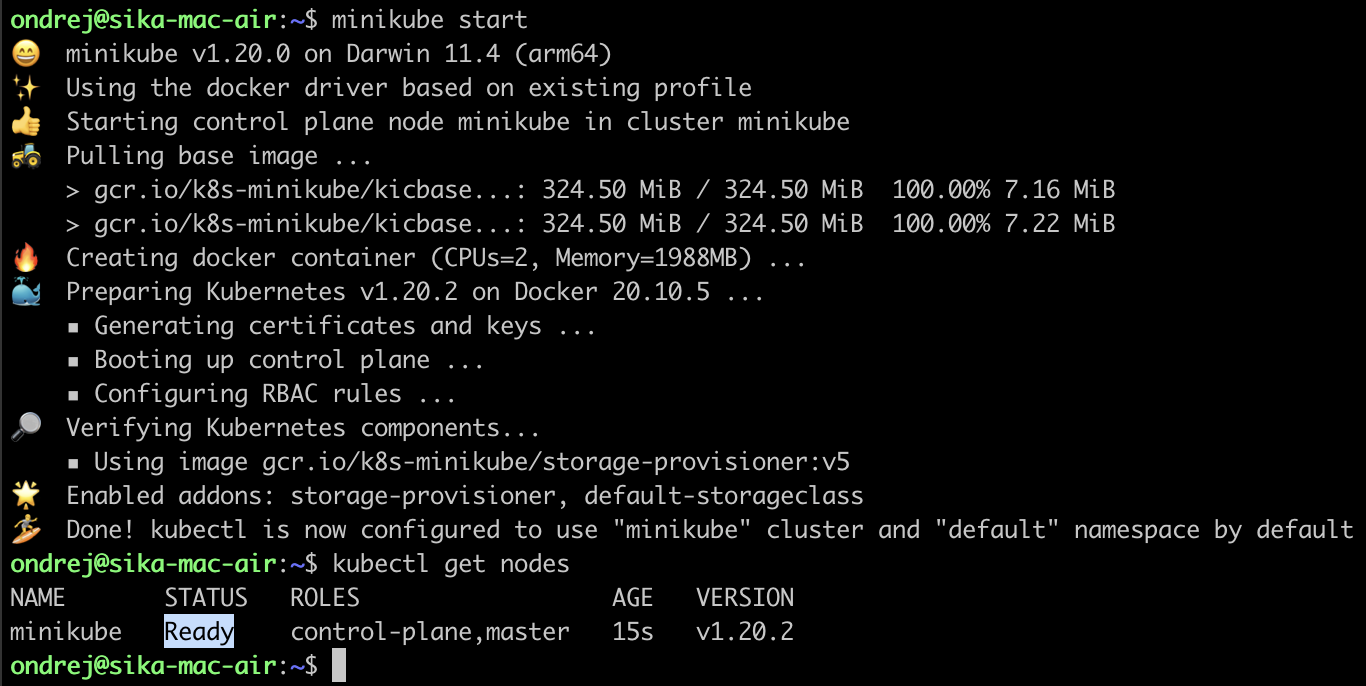 ondrej@sika-mac-air:~$ minikube start
😄  minikube v1.20.0 on Darwin 11.4 (arm64)
✨  Using the docker driver based on existing profile
👍  Starting control plane node minikube in cluster minikube
🚜  Pulling base image ...
    > gcr.io/k8s-minikube/kicbase...: 324.50 MiB / 324.50 MiB  100.00% 7.16 MiB
    > gcr.io/k8s-minikube/kicbase...: 324.50 MiB / 324.50 MiB  100.00% 7.22 MiB
🔥  Creating docker container (CPUs=2, Memory=1988MB) ...
🐳  Preparing Kubernetes v1.20.2 on Docker 20.10.5 ...
    ▪ Generating certificates and keys ...
    ▪ Booting up control plane ...
    ▪ Configuring RBAC rules ...
🔎  Verifying Kubernetes components...
    ▪ Using image gcr.io/k8s-minikube/storage-provisioner:v5
🌟  Enabled addons: storage-provisioner, default-storageclass
🏄  Done! kubectl is now configured to use "minikube" cluster and "default" namespace by default
ondrej@sika-mac-air:~$ kubectl get nodes
NAME       STATUS   ROLES                  AGE   VERSION
minikube   Ready    control-plane,master   15s   v1.20.2
ondrej@sika-mac-air:~$